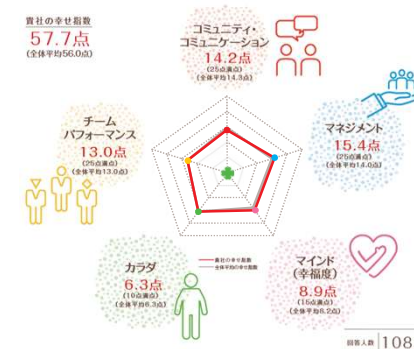 貴社の幸せ指数
57.7点
(全体平均56.0点)
コミュニティ・
コミュニケーション
14.2点
(25点満点)
(全体平均14.3点)
チーム
パフォーマンス
13.0点
(25点満点)
(全体平均13.0点)
マネジメント
15.4点
(25点満点)
(全体平均14.0点)
カラダ
6.3点
(10点満点)
(全体平均6.3点)
貴社の幸せ指数
全体平均の幸せ指数
マインド
(幸福度)
8.9点
(15点満点)
(全体平均8.2点)
回答人数 108